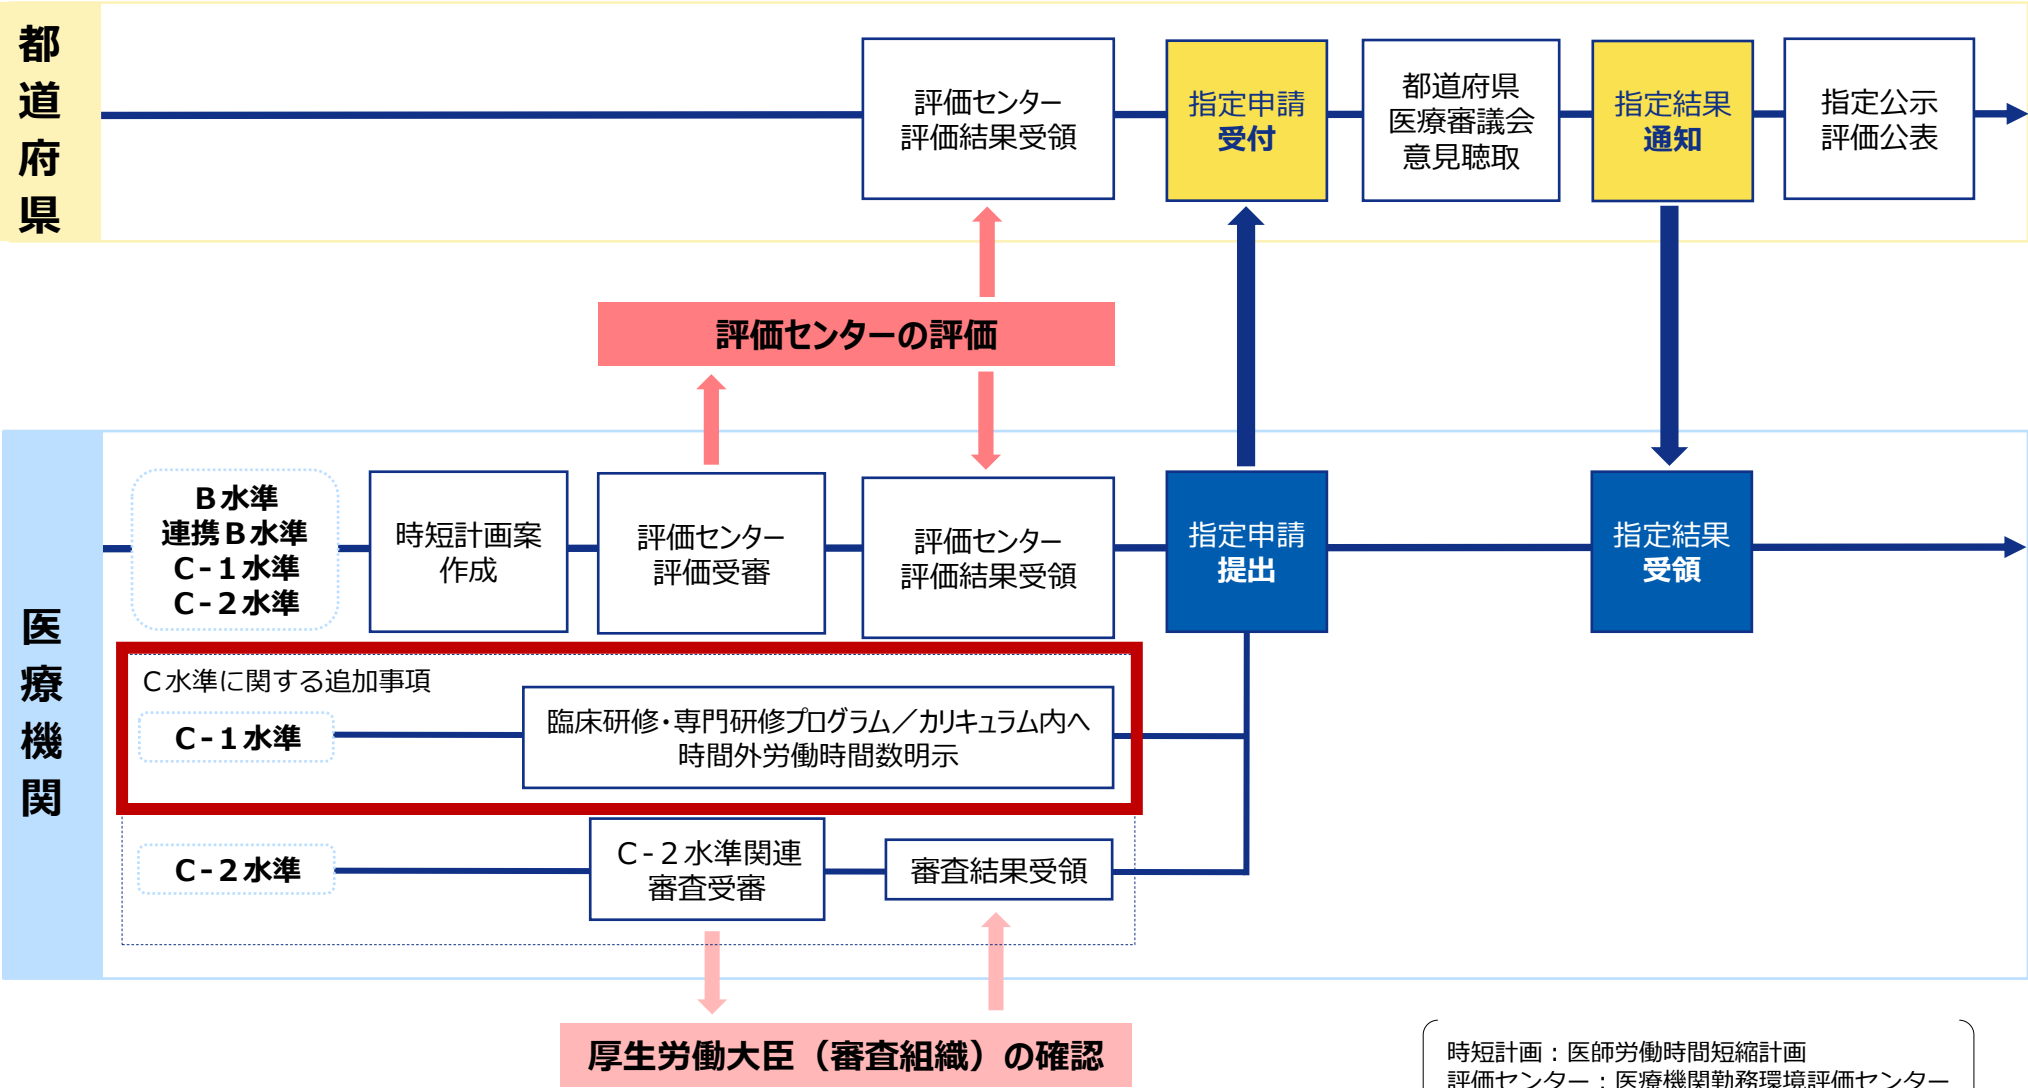 都道府県
評価センター
評価結果受領
指定申請
受付
都道府県
医療審議会
意見聴取
指定結果
通知
指定公示
評価公表
評価センターの評価
医療機関
B水準
連携B水準
C-1水準
C-2水準
時短計画案
作成
評価センター
評価受審
評価センター
評価結果受領
指定申請
提出
指定結果
受領
C水準に関する追加事項
C-1水準
臨床研修・専門研修プログラム/カリキュラム内へ
時間外労働時間数明示
C-2水準
C-2水準関連
審査受審
審査結果受領
厚生労働大臣(審査組織)の確認
時短計画:医師労働時間短縮計画
評価センター:医療機関勤務環境評価センター